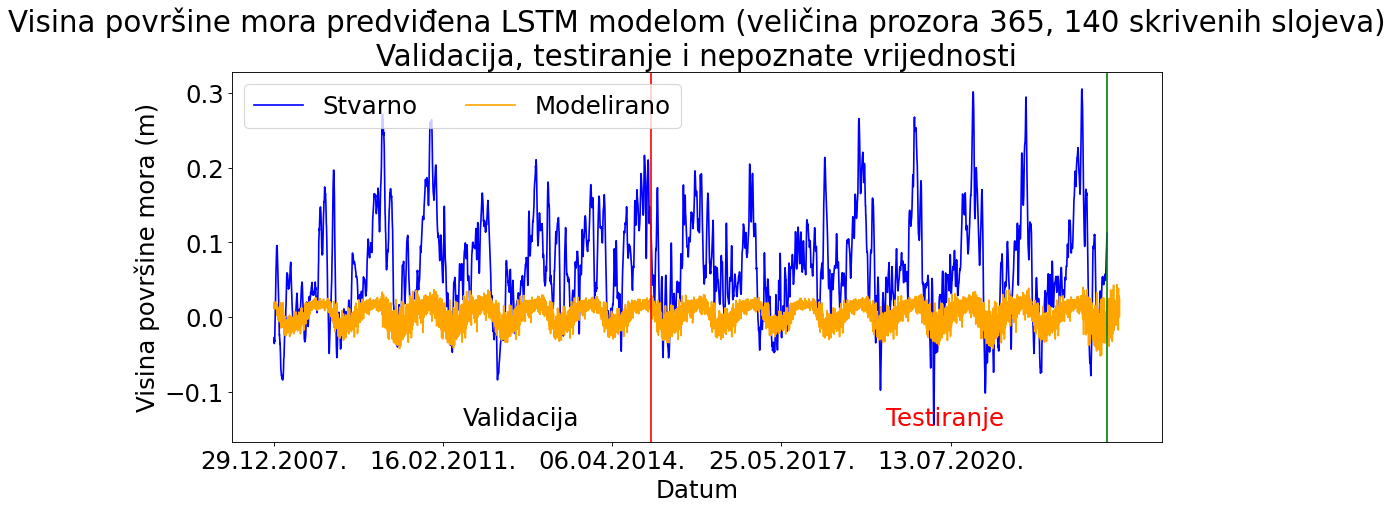 Visina površine mora predviđena LSTM modelom (veličina prozora 365, 140 skrivenih slojeva)
Validacija, testiranje i nepoznate vrijednosti
Stvarno Modelirano
Visina površine mora (m)
0.3
0.2
0.1
0.0
−0.1
Validacija
Testiranje
29.12.2007. 16.02.2011. 06.04.2014. 25.05.2017. 13.07.2020.
Datum